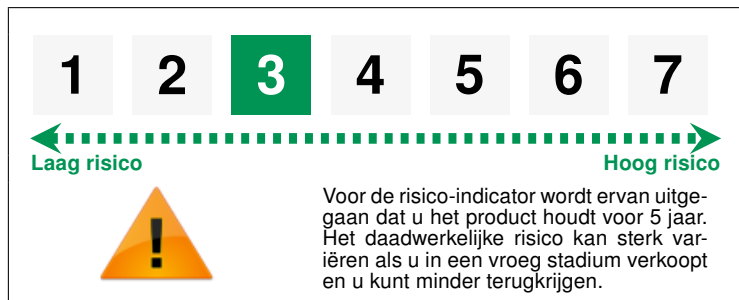 1 2 3 4 5 6 7
Laag risico Hoog risico
!
Voor de risico-indicator wordt ervan uitge-
gaan dat u het product houdt voor 5 jaar.
Het daadwerkelijke risico kan sterk var-
iëren als u in een vroeg stadium verkoopt
en u kunt minder terugkrijgen.